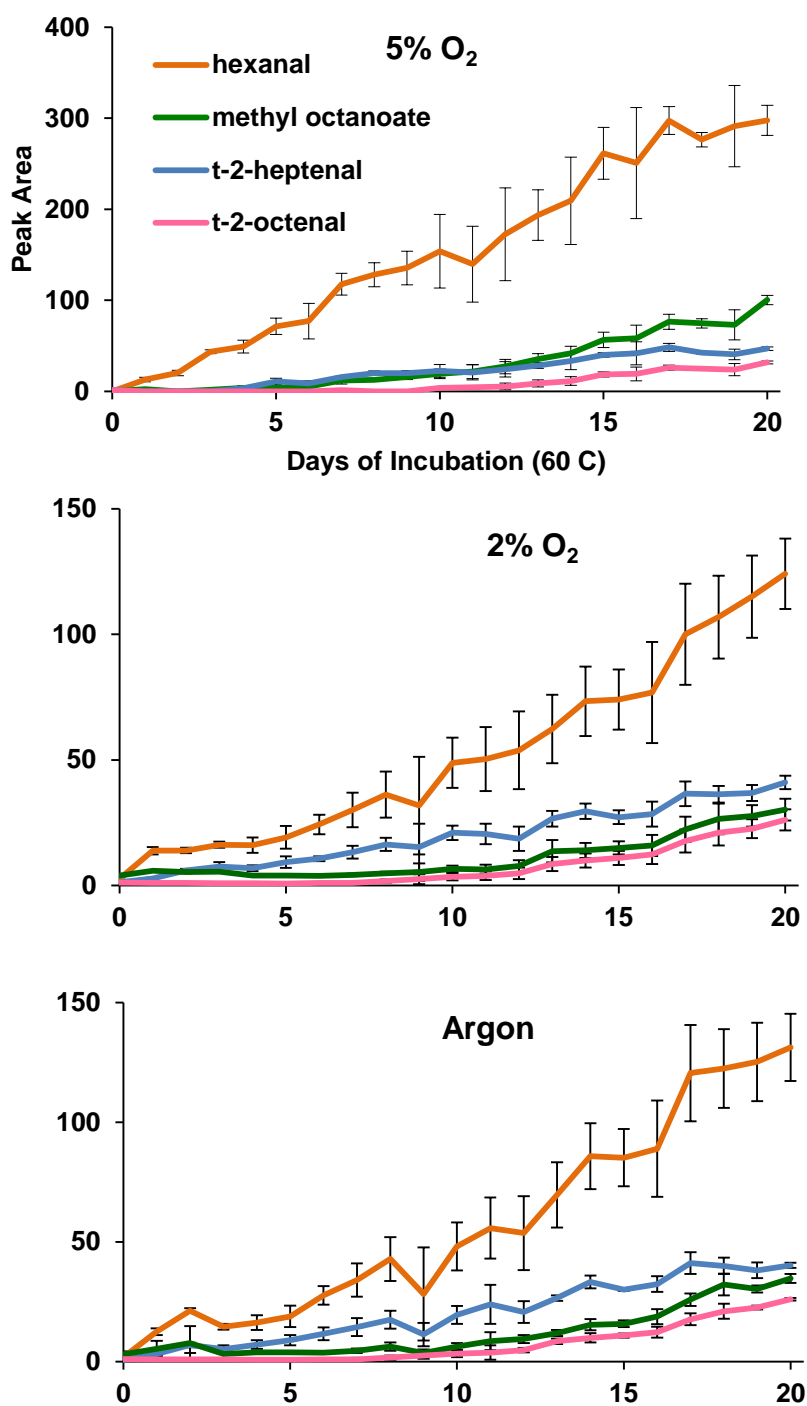 400
5% O₂
hexanal
methyl octanoate
300
t-2-heptenal
t-2-octenal
200
Peak Area
100
0
0 5 10 15 20
Days of Incubation (60 C)
150
2% O₂
100
50
0
0 5 10 15 20
150
Argon
100
50
0
0 5 10 15 20